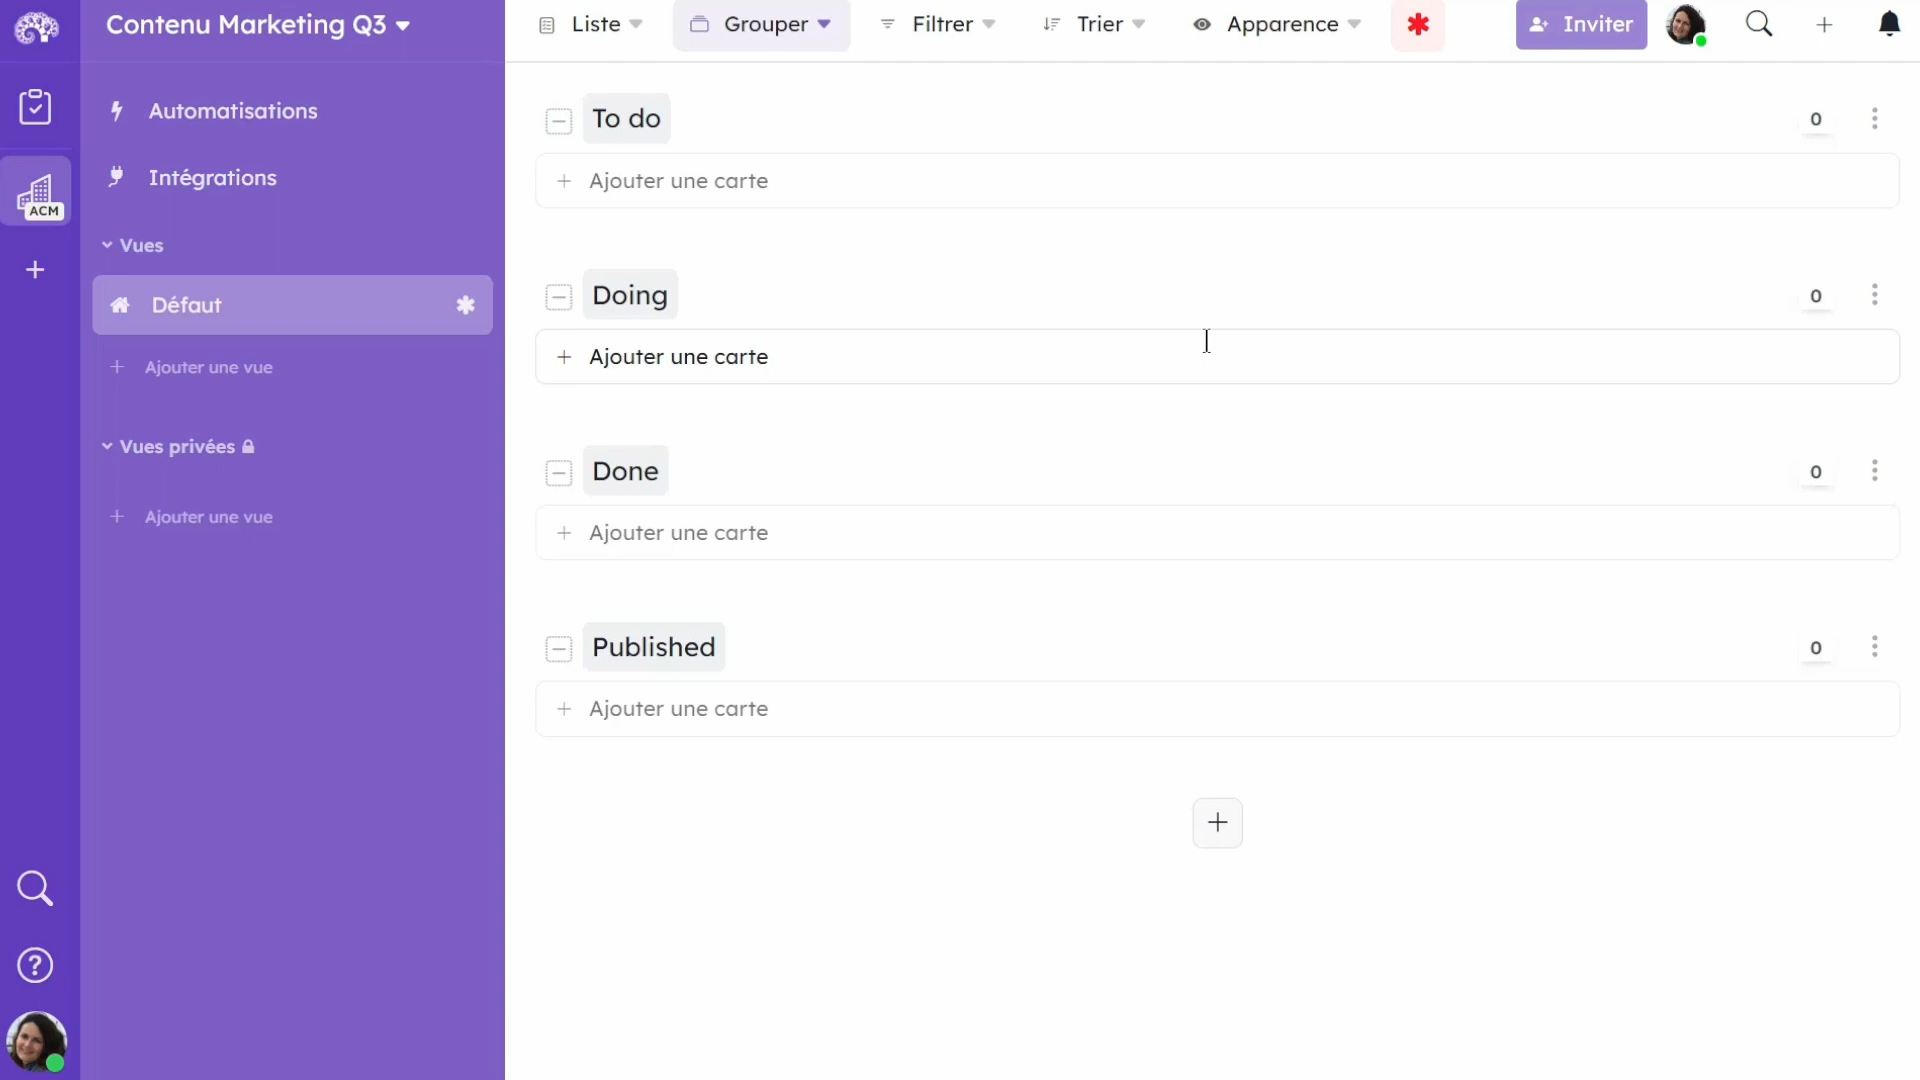 Contenu Marketing Q3
Liste
Grouper
Filtrer
Trier
Apparence
Inviter
Automatisations
Intégrations
ACM
Vues
Défaut
Ajouter une vue
Vues privées
Ajouter une vue
To do
0
Ajouter une carte
Doing
0
Ajouter une carte
Done
0
Ajouter une carte
Published
0
Ajouter une carte